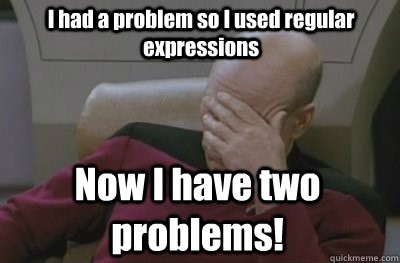 I had a problem so I used regular
expressions
Now I have two
problems!
quickmeme.com